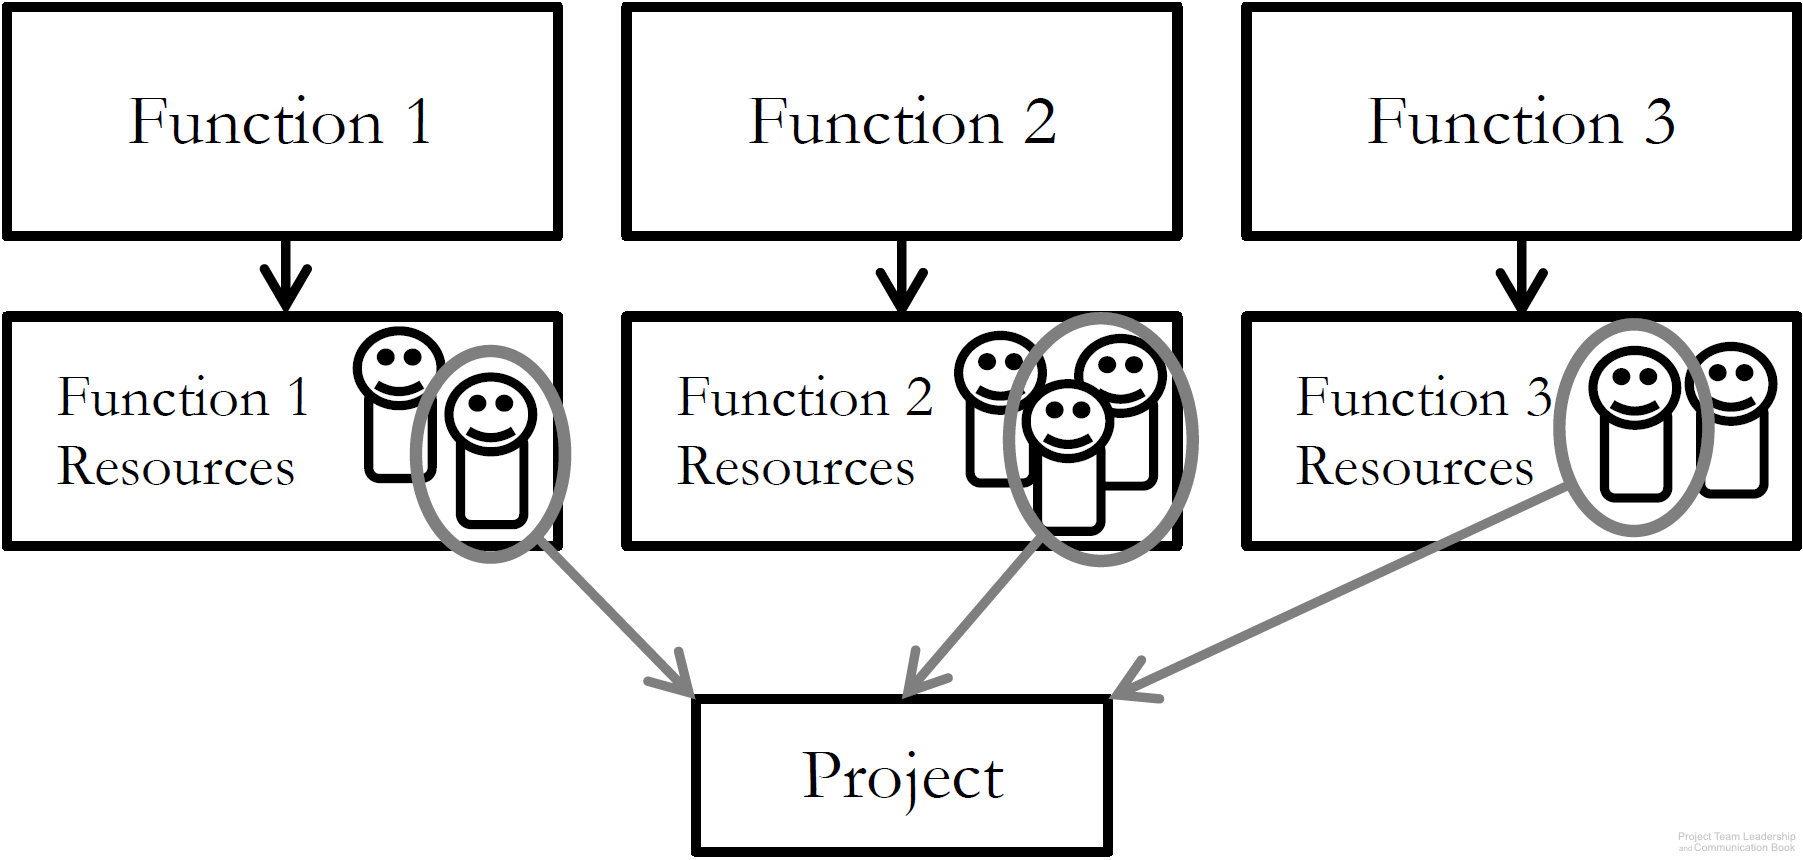 Function 1
Function 2
Function 3
Function 1
Resources
Function 2
Resources
Function 3
Resources
Project
Project Team Leadership
and Communication Book